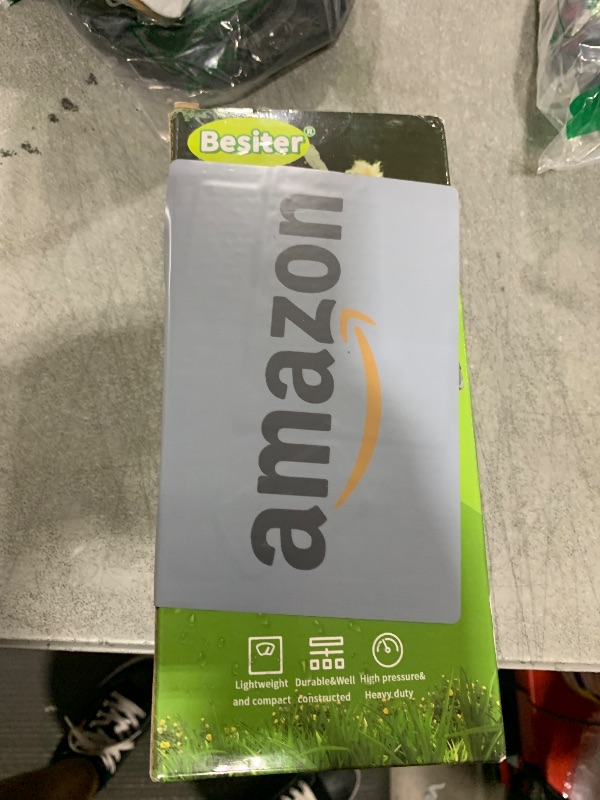 Besiter®
amazon
Lightweight
and compact
Durable&Well
constructed
High pressure&
Heavy duty